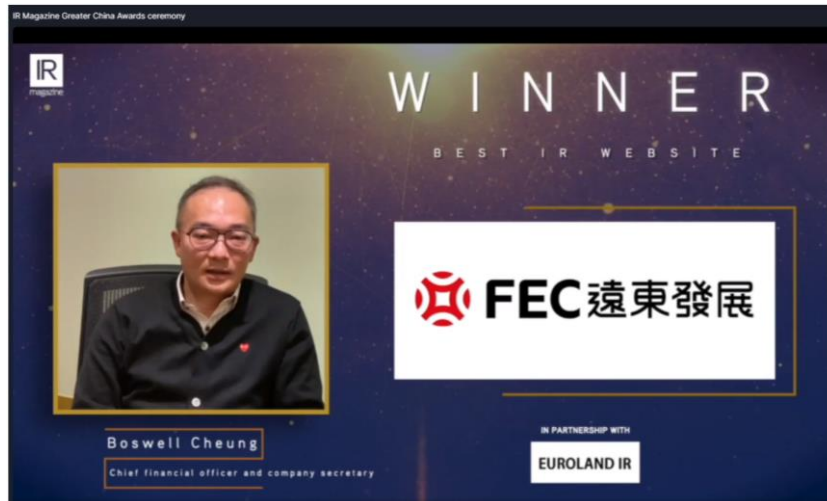 IR Magazine Greater China Awards ceremony
IR
magazine
WINNER
BEST IR WEBSITE
FEC遠東發展
Boswell Cheung
Chief financial officer and company secretary
IN PARTNERSHIP WITH
EUROLAND IR